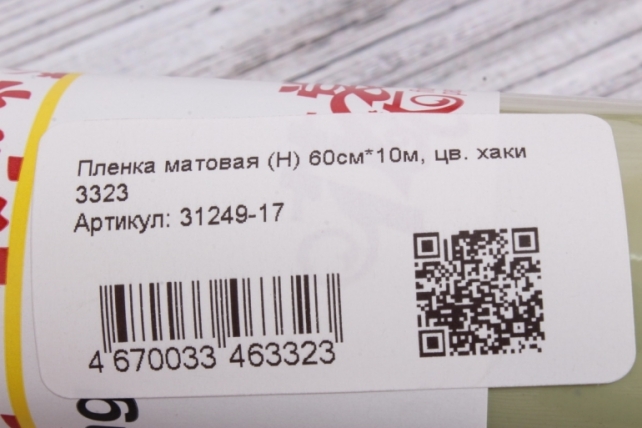 Пленка матовая (Н) 60см*10м, цв. хаки
3323
Артикул: 31249-17
4 670033 463323